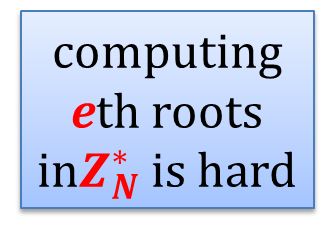 computing
eth roots
inZ*N is hard